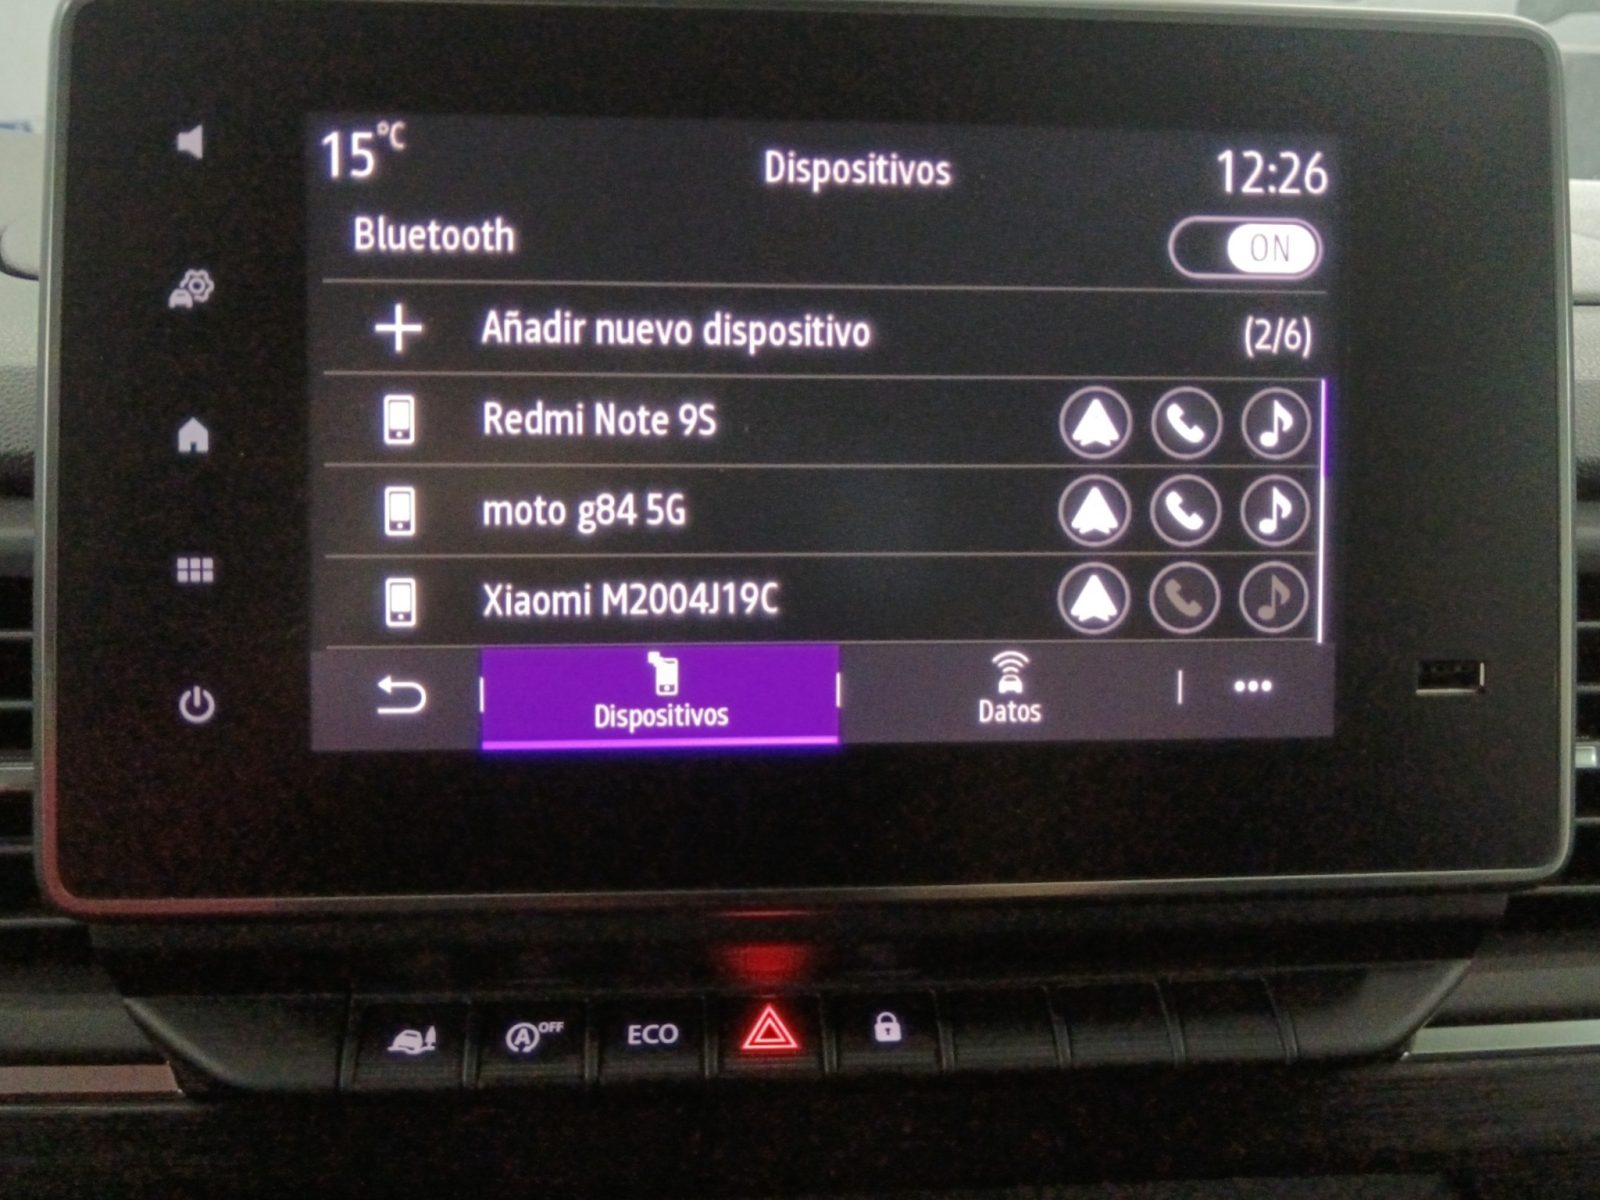 15°C
Dispositivos
12:26
Bluetooth
ON
Añadir nuevo dispositivo
(2/6)
Redmi Note 9S
moto g84 5G
Xiaomi M2004J19C
Dispositivos
Datos
A OFF
ECO